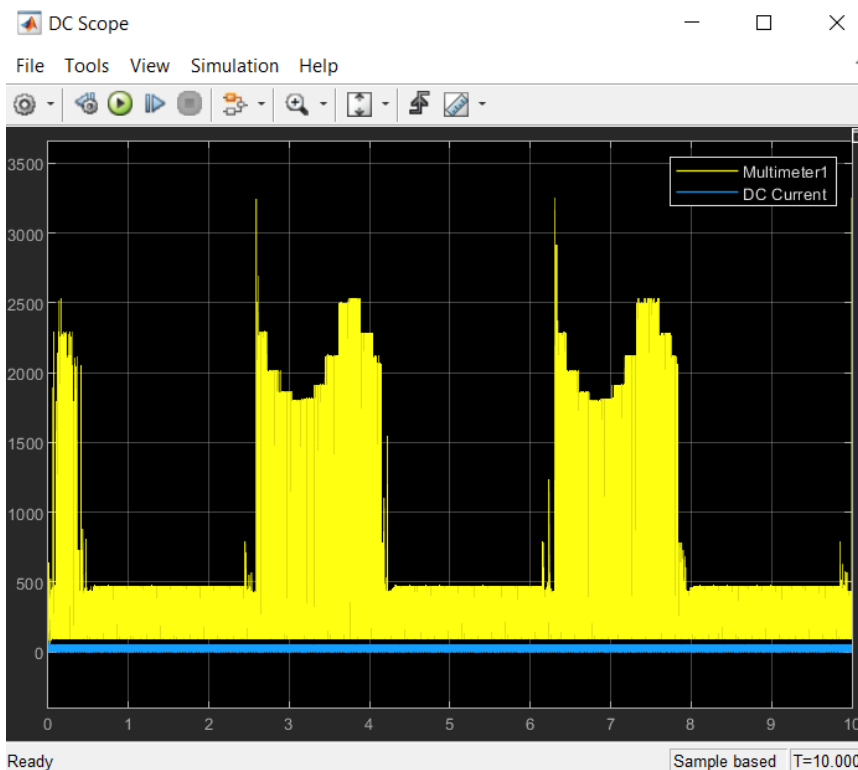 DC Scope
File Tools View Simulation Help
Multimeter1
DC Current
3500
3000
2500
2000
1500
1000
500
0
0 1 2 3 4 5 6 7 8 9 10
Ready Sample based T=10.000